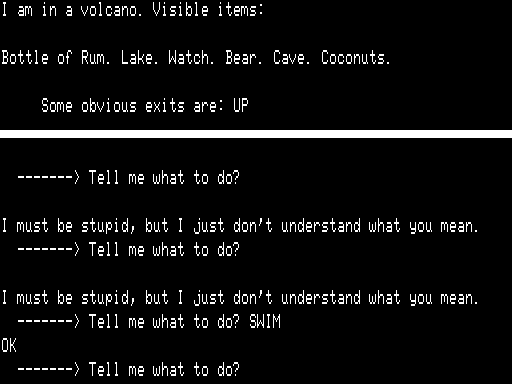 I am in a volcano. Visible items:
Bottle of Rum. Lake. Watch. Bear. Cave. Coconuts.
Some obvious exits are: UP
-------> Tell me what to do?
I must be stupid, but I just don't understand what you mean.
-------> Tell me what to do?
I must be stupid, but I just don't understand what you mean.
-------> Tell me what to do? SWIM
OK
-------> Tell me what to do?